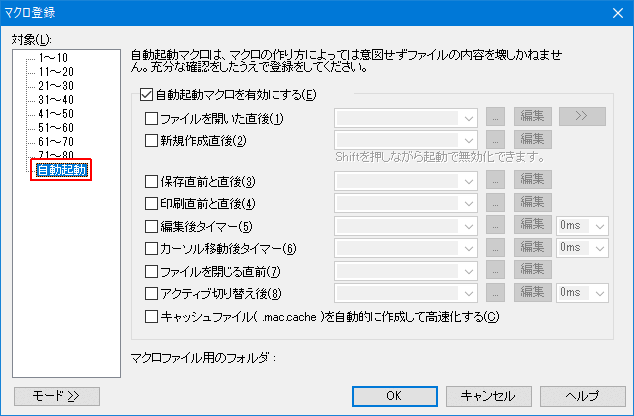 マクロ登録
対象(L):
1～10
11～20
21～30
31～40
41～50
51～60
61～70
71～80
自動起動
自動起動マクロは、マクロの作り方によっては意図せずファイルの内容を壊しかねませ
ん。充分な確認をしたうえで登録をしてください。
自動起動マクロを有効にする(E)
ファイルを開いた直後(1) ... 編集 >>
新規作成直後(2) ... 編集
Shiftを押しながら起動で無効化できます。
保存直前と直後(3) ... 編集
印刷直前と直後(4) ... 編集
編集後タイマー(5) ... 編集 0ms
カーソル移動後タイマー(6) ... 編集 0ms
ファイルを閉じる直前(7) ... 編集
アクティブ切り替え後(8) ... 編集 0ms
キャッシュファイル( .mac.cache )を自動的に作成して高速化する(C)
マクロファイル用のフォルダ :
モード >> OK キャンセル ヘルプ